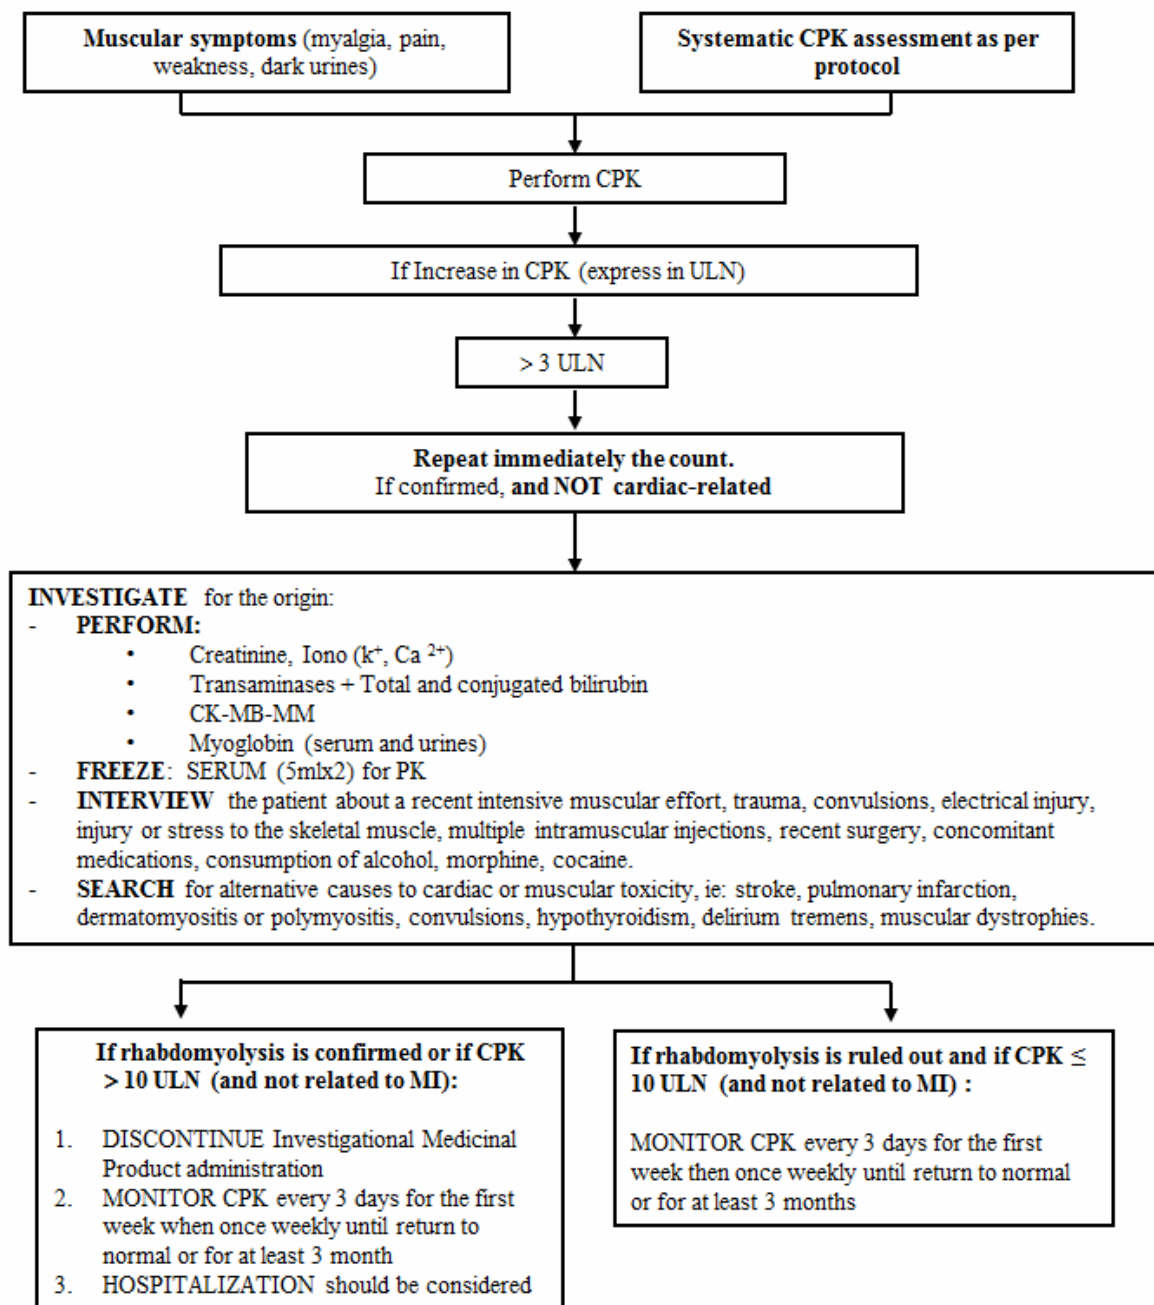 Muscular symptoms (myalgia, pain,
weakness, dark urines)
Systematic CPK assessment as per
protocol
Perform CPK
If Increase in CPK (express in ULN)
> 3 ULN
Repeat immediately the count.
If confirmed, and NOT cardiac-related
INVESTIGATE for the origin:
- PERFORM:
• Creatinine, Iono (k⁺, Ca ²⁺)
• Transaminases + Total and conjugated bilirubin
• CK-MB-MM
• Myoglobin (serum and urines)
- FREEZE: SERUM (5mlx2) for PK
- INTERVIEW the patient about a recent intensive muscular effort, trauma, convulsions, electrical injury,
injury or stress to the skeletal muscle, multiple intramuscular injections, recent surgery, concomitant
medications, consumption of alcohol, morphine, cocaine.
- SEARCH for alternative causes to cardiac or muscular toxicity, ie: stroke, pulmonary infarction,
dermatomyositis or polymyositis, convulsions, hypothyroidism, delirium tremens, muscular dystrophies.
If rhabdomyolysis is confirmed or if CPK
> 10 ULN (and not related to MI):
1. DISCONTINUE Investigational Medicinal
Product administration
2. MONITOR CPK every 3 days for the first
week when once weekly until return to
normal or for at least 3 month
3. HOSPITALIZATION should be considered
If rhabdomyolysis is ruled out and if CPK ≤
10 ULN (and not related to MI) :
MONITOR CPK every 3 days for the first
week then once weekly until return to normal
or for at least 3 months